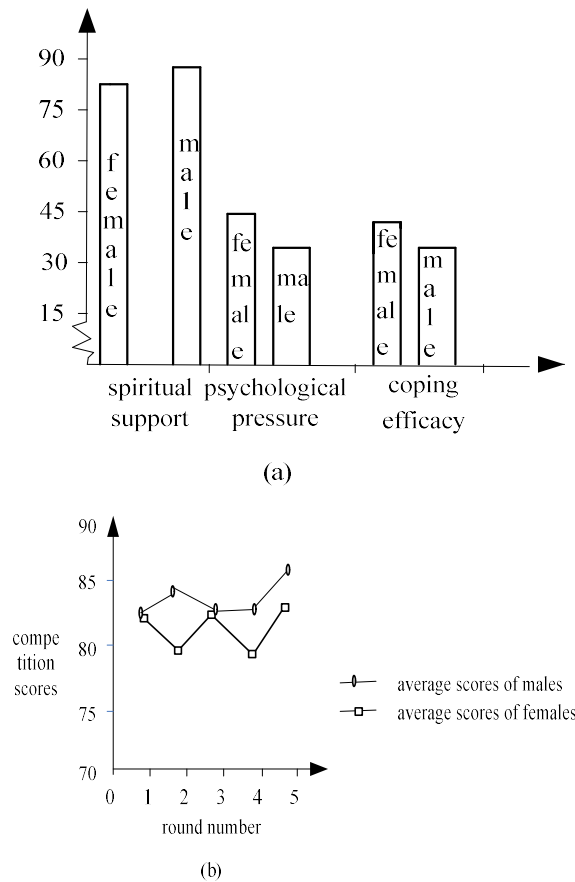 90
75
60
45
30
15
female
male
female
male
female
male
spiritual support
psychological pressure
coping efficacy
(a)
90
85
80
75
70
compe
tition
scores
0 1 2 3 4 5
round number
average scores of males
average scores of females
(b)